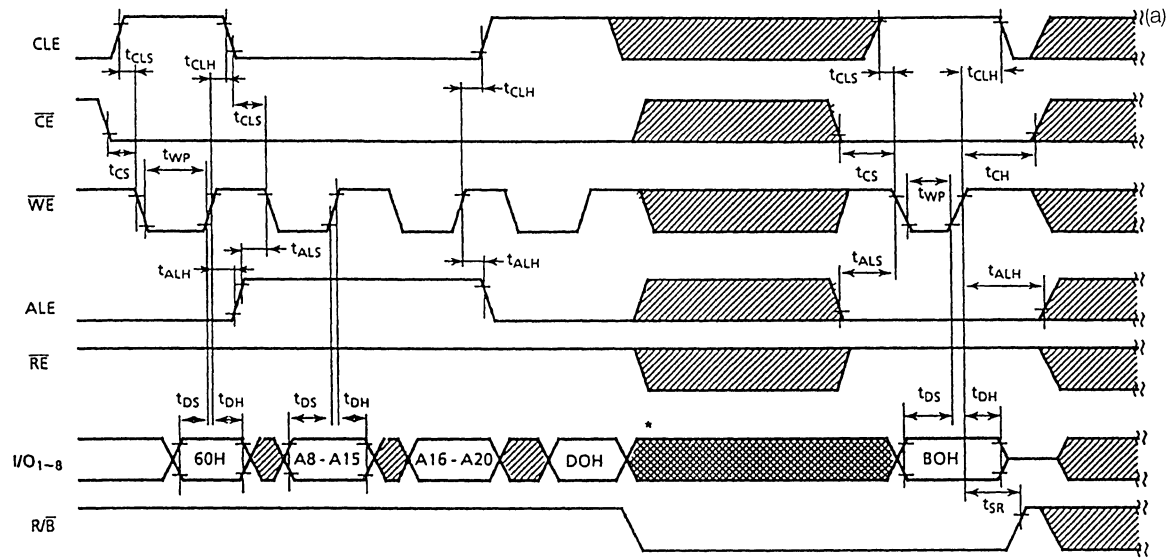 (a)
CLE
tCLS
tCLH
tCLS
tCLH
tCLS
tCLH
CE
tCS
tWP
tCS
tCH
WE
tWP
tALH
tALS
tALH
tALS
tALH
ALE
RE
tDS
tDH
tDS
tDH
tDS
tDH
*
I/O1~8
60H
A8 - A15
A16 - A20
DOH
BOH
tSR
R/B